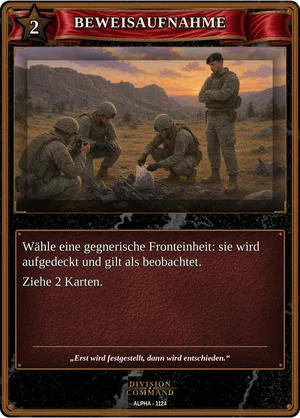 2
BEWEISAUFNAHME
Wähle eine gegnerische Fronteinheit: sie wird
aufgedeckt und gilt als beobachtet.
Ziehe 2 Karten.
„Erst wird festgestellt, dann wird entschieden.“
DIVISION
COMMAND
ALPHA - 1124